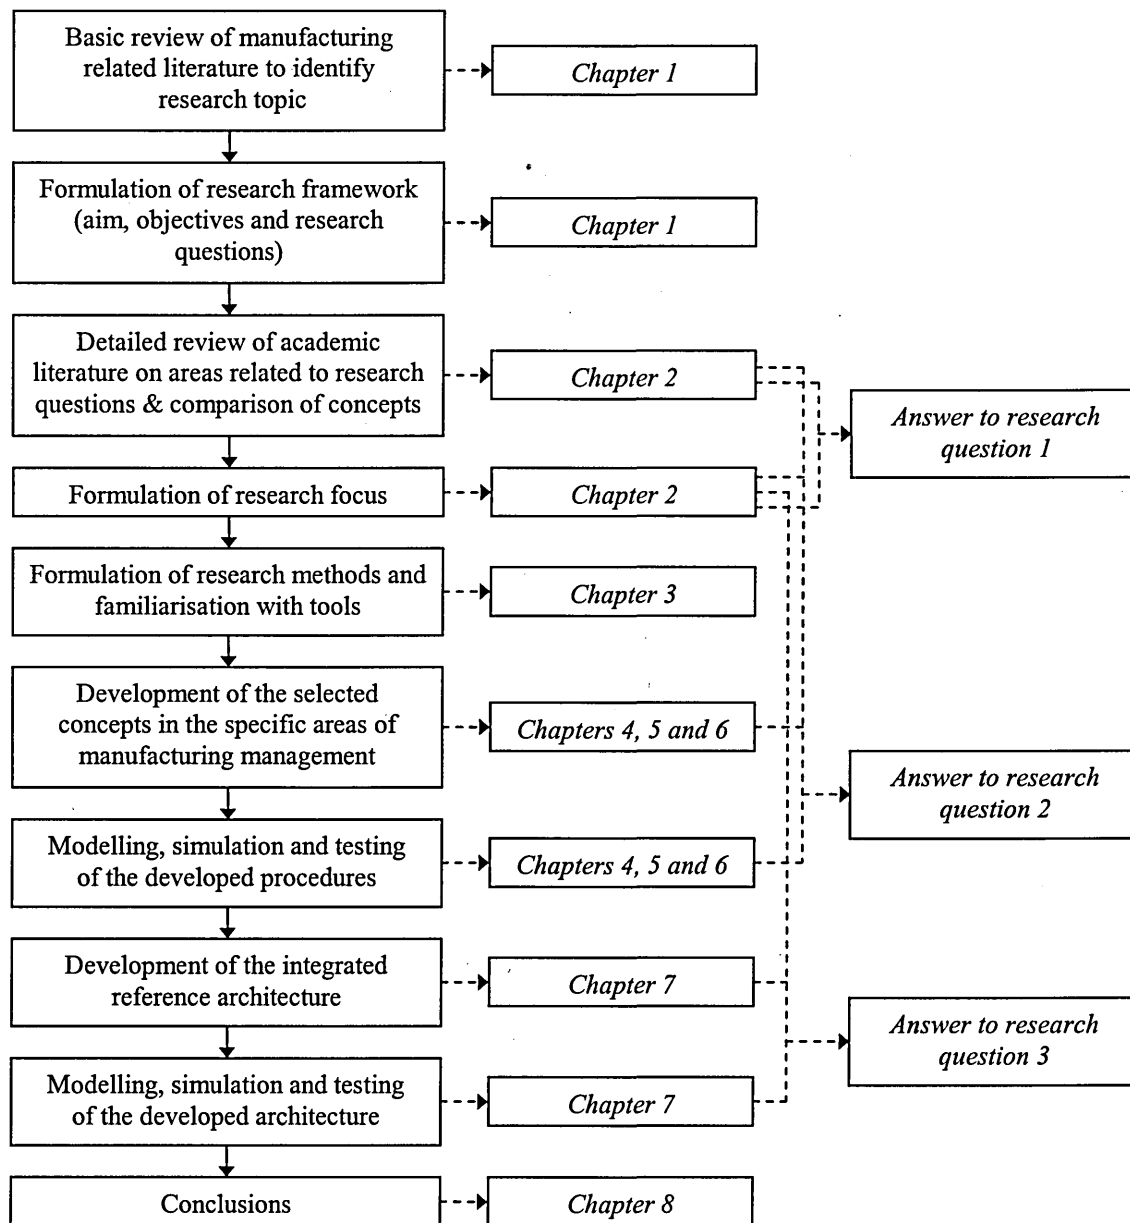 Basic review of manufacturing
related literature to identify
research topic
Chapter 1
Formulation of research framework
(aim, objectives and research
questions)
Chapter 1
Detailed review of academic
literature on areas related to research
questions & comparison of concepts
Chapter 2
Answer to research
question 1
Formulation of research focus
Chapter 2
Formulation of research methods and
familiarisation with tools
Chapter 3
Development of the selected
concepts in the specific areas of
manufacturing management
Chapters 4, 5 and 6
Answer to research
question 2
Modelling, simulation and testing
of the developed procedures
Chapters 4, 5 and 6
Development of the integrated
reference architecture
Chapter 7
Answer to research
question 3
Modelling, simulation and testing
of the developed architecture
Chapter 7
Conclusions
Chapter 8